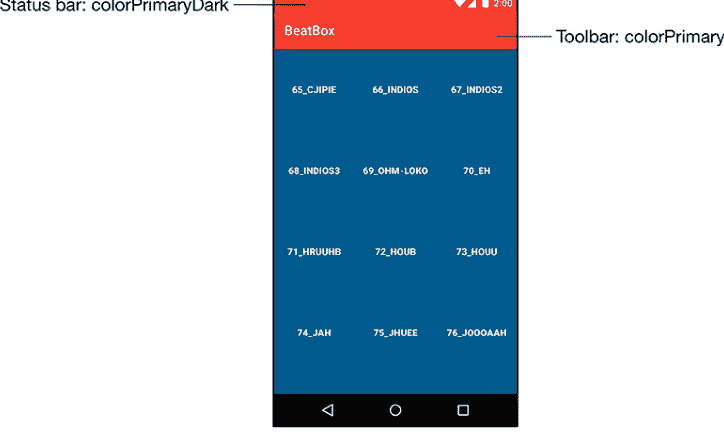 Status bar: colorPrimaryDark
2:00
BeatBox
Toolbar: colorPrimary
65_CJIPIE 66_INDIOS 67_INDIOS2
68_INDIOS3 69_OHM-LOKO 70_EH
71_HRUUHB 72_HOUB 73_HOUU
74_JAH 75_JHUEE 76_JOOOAAH